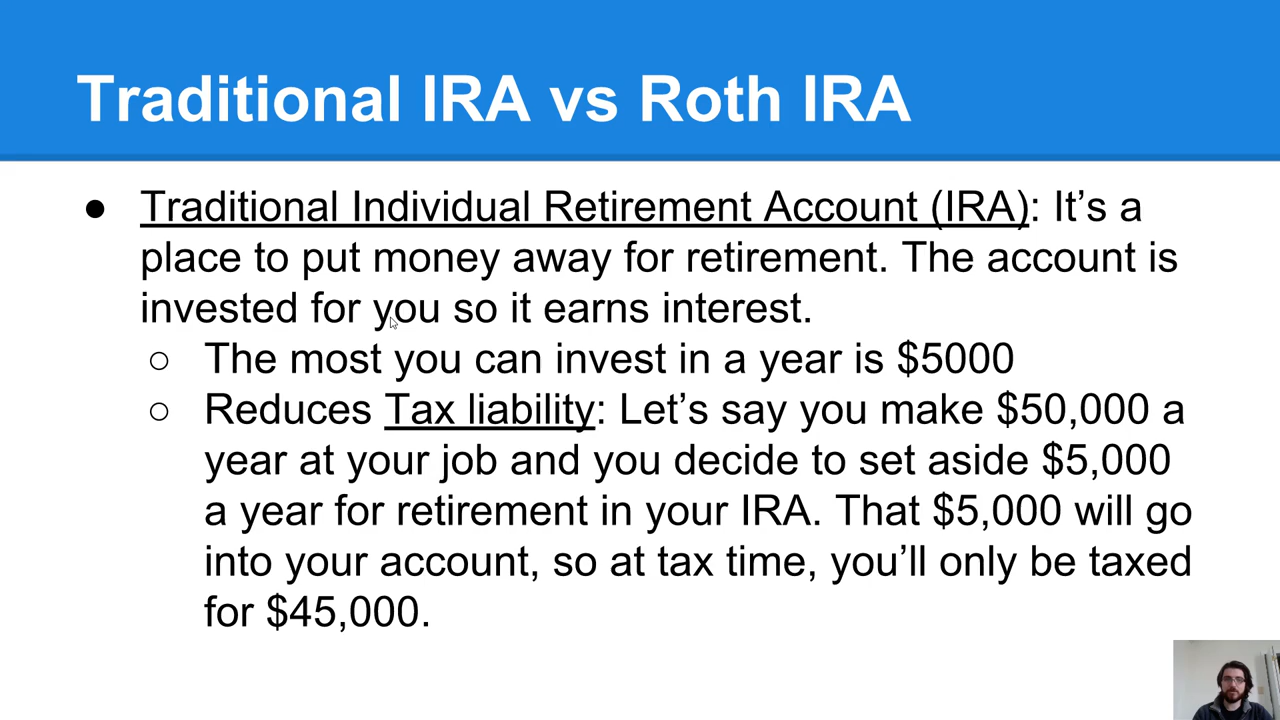 Traditional IRA vs Roth IRA
● Traditional Individual Retirement Account (IRA): It’s a
place to put money away for retirement. The account is
invested for you so it earns interest.
○ The most you can invest in a year is $5000
○ Reduces Tax liability: Let’s say you make $50,000 a
year at your job and you decide to set aside $5,000
a year for retirement in your IRA. That $5,000 will go
into your account, so at tax time, you’ll only be taxed
for $45,000.